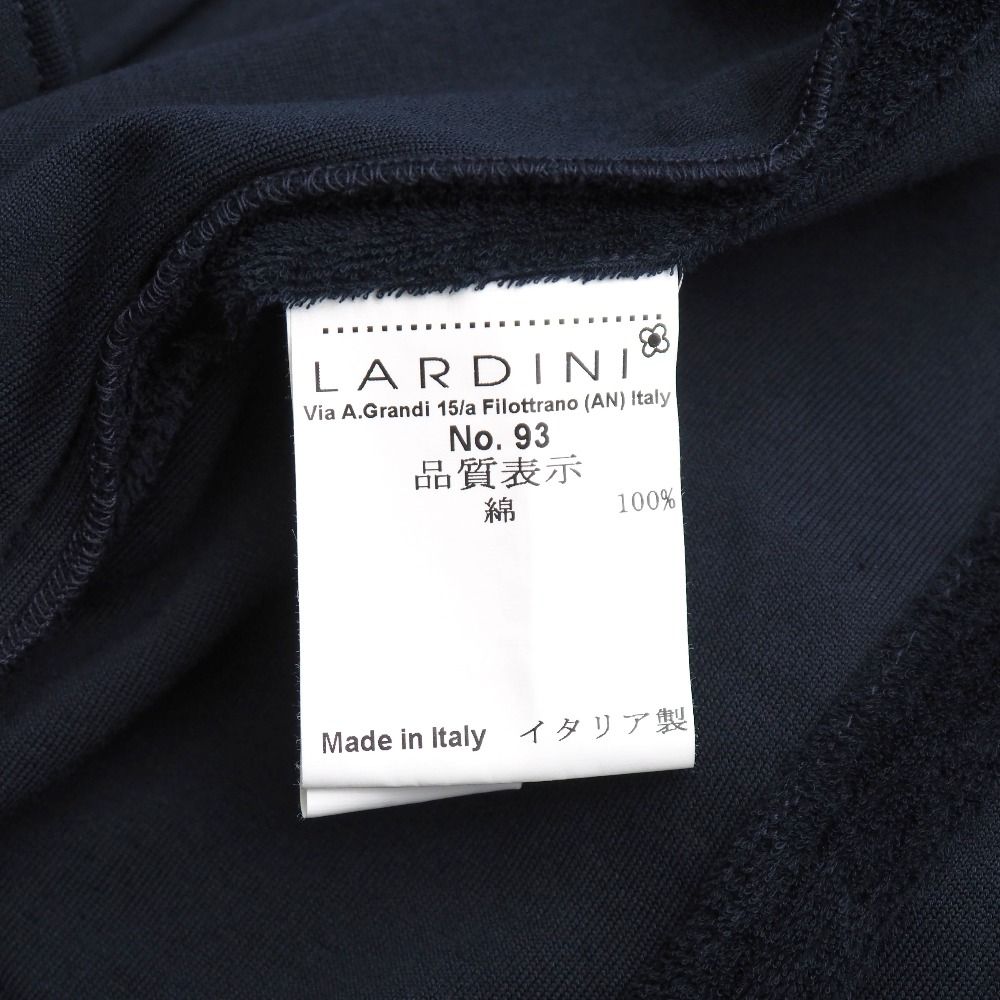 LARDINI
Via A.Grandi 15/a Filottrano (AN) Italy
No. 93
品質表示
綿 100%
Made in Italy イタリア製